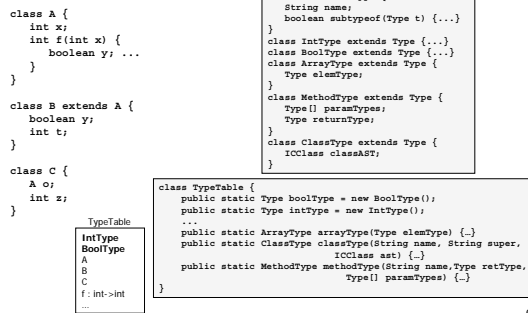 class A {
int x;
int f(int x) {
boolean y; ...
}
}
class B extends A {
boolean y;
int t;
}
class C {
A o;
int z;
}
TypeTable
IntType
BoolType
A
B
C
f : int->int
...
String name;
boolean subtypeof(Type t) {...}
}
class IntType extends Type {...}
class BoolType extends Type {...}
class ArrayType extends Type {
Type elemType;
}
class MethodType extends Type {
Type[] paramTypes;
Type returnType;
}
class ClassType extends Type {
ICClass classAST;
}
class TypeTable {
public static Type boolType = new BoolType();
public static Type intType = new IntType();
...
public static ArrayType arrayType(Type elemType) {…}
public static ClassType classType(String name, String super,
ICClass ast) {…}
public static MethodType methodType(String name,Type retType,
Type[] paramTypes) {…}
}